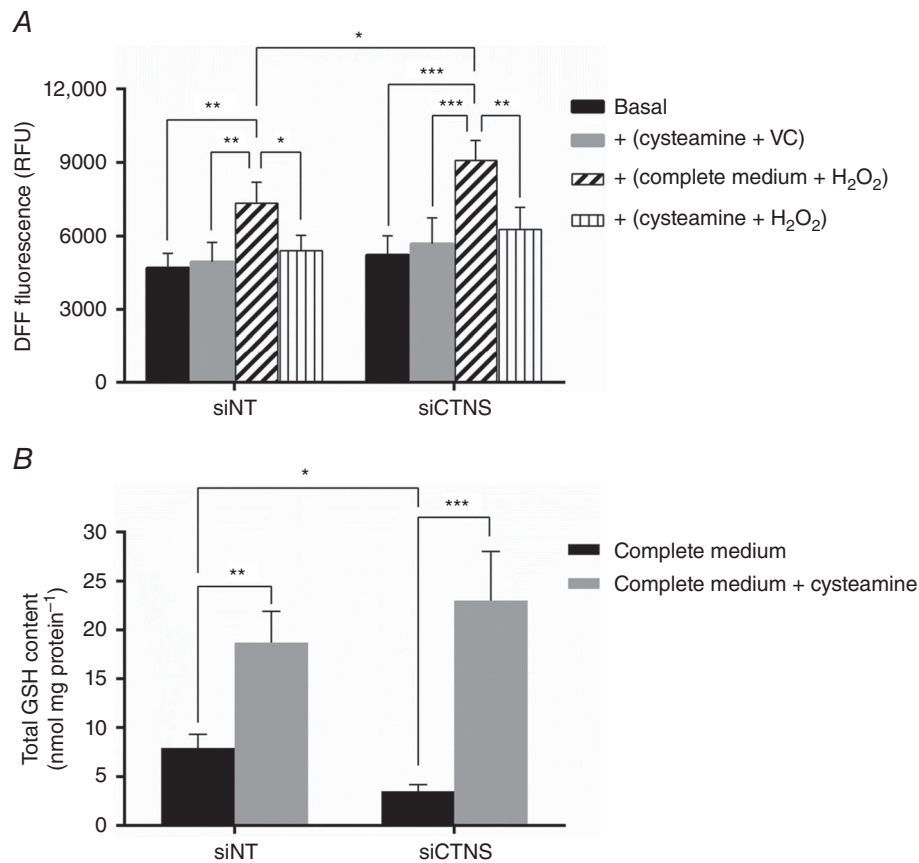 A
*
***
12,000
**
*** **
** *
9000
6000
3000
0
DFF fluorescence (RFU)
siNT siCTNS
Basal
+ (cysteamine + VC)
+ (complete medium + H₂O₂)
+ (cysteamine + H₂O₂)
B
*
***
**
30
25
20
15
10
5
0
Total GSH content
(nmol mg protein⁻¹)
siNT siCTNS
Complete medium
Complete medium + cysteamine